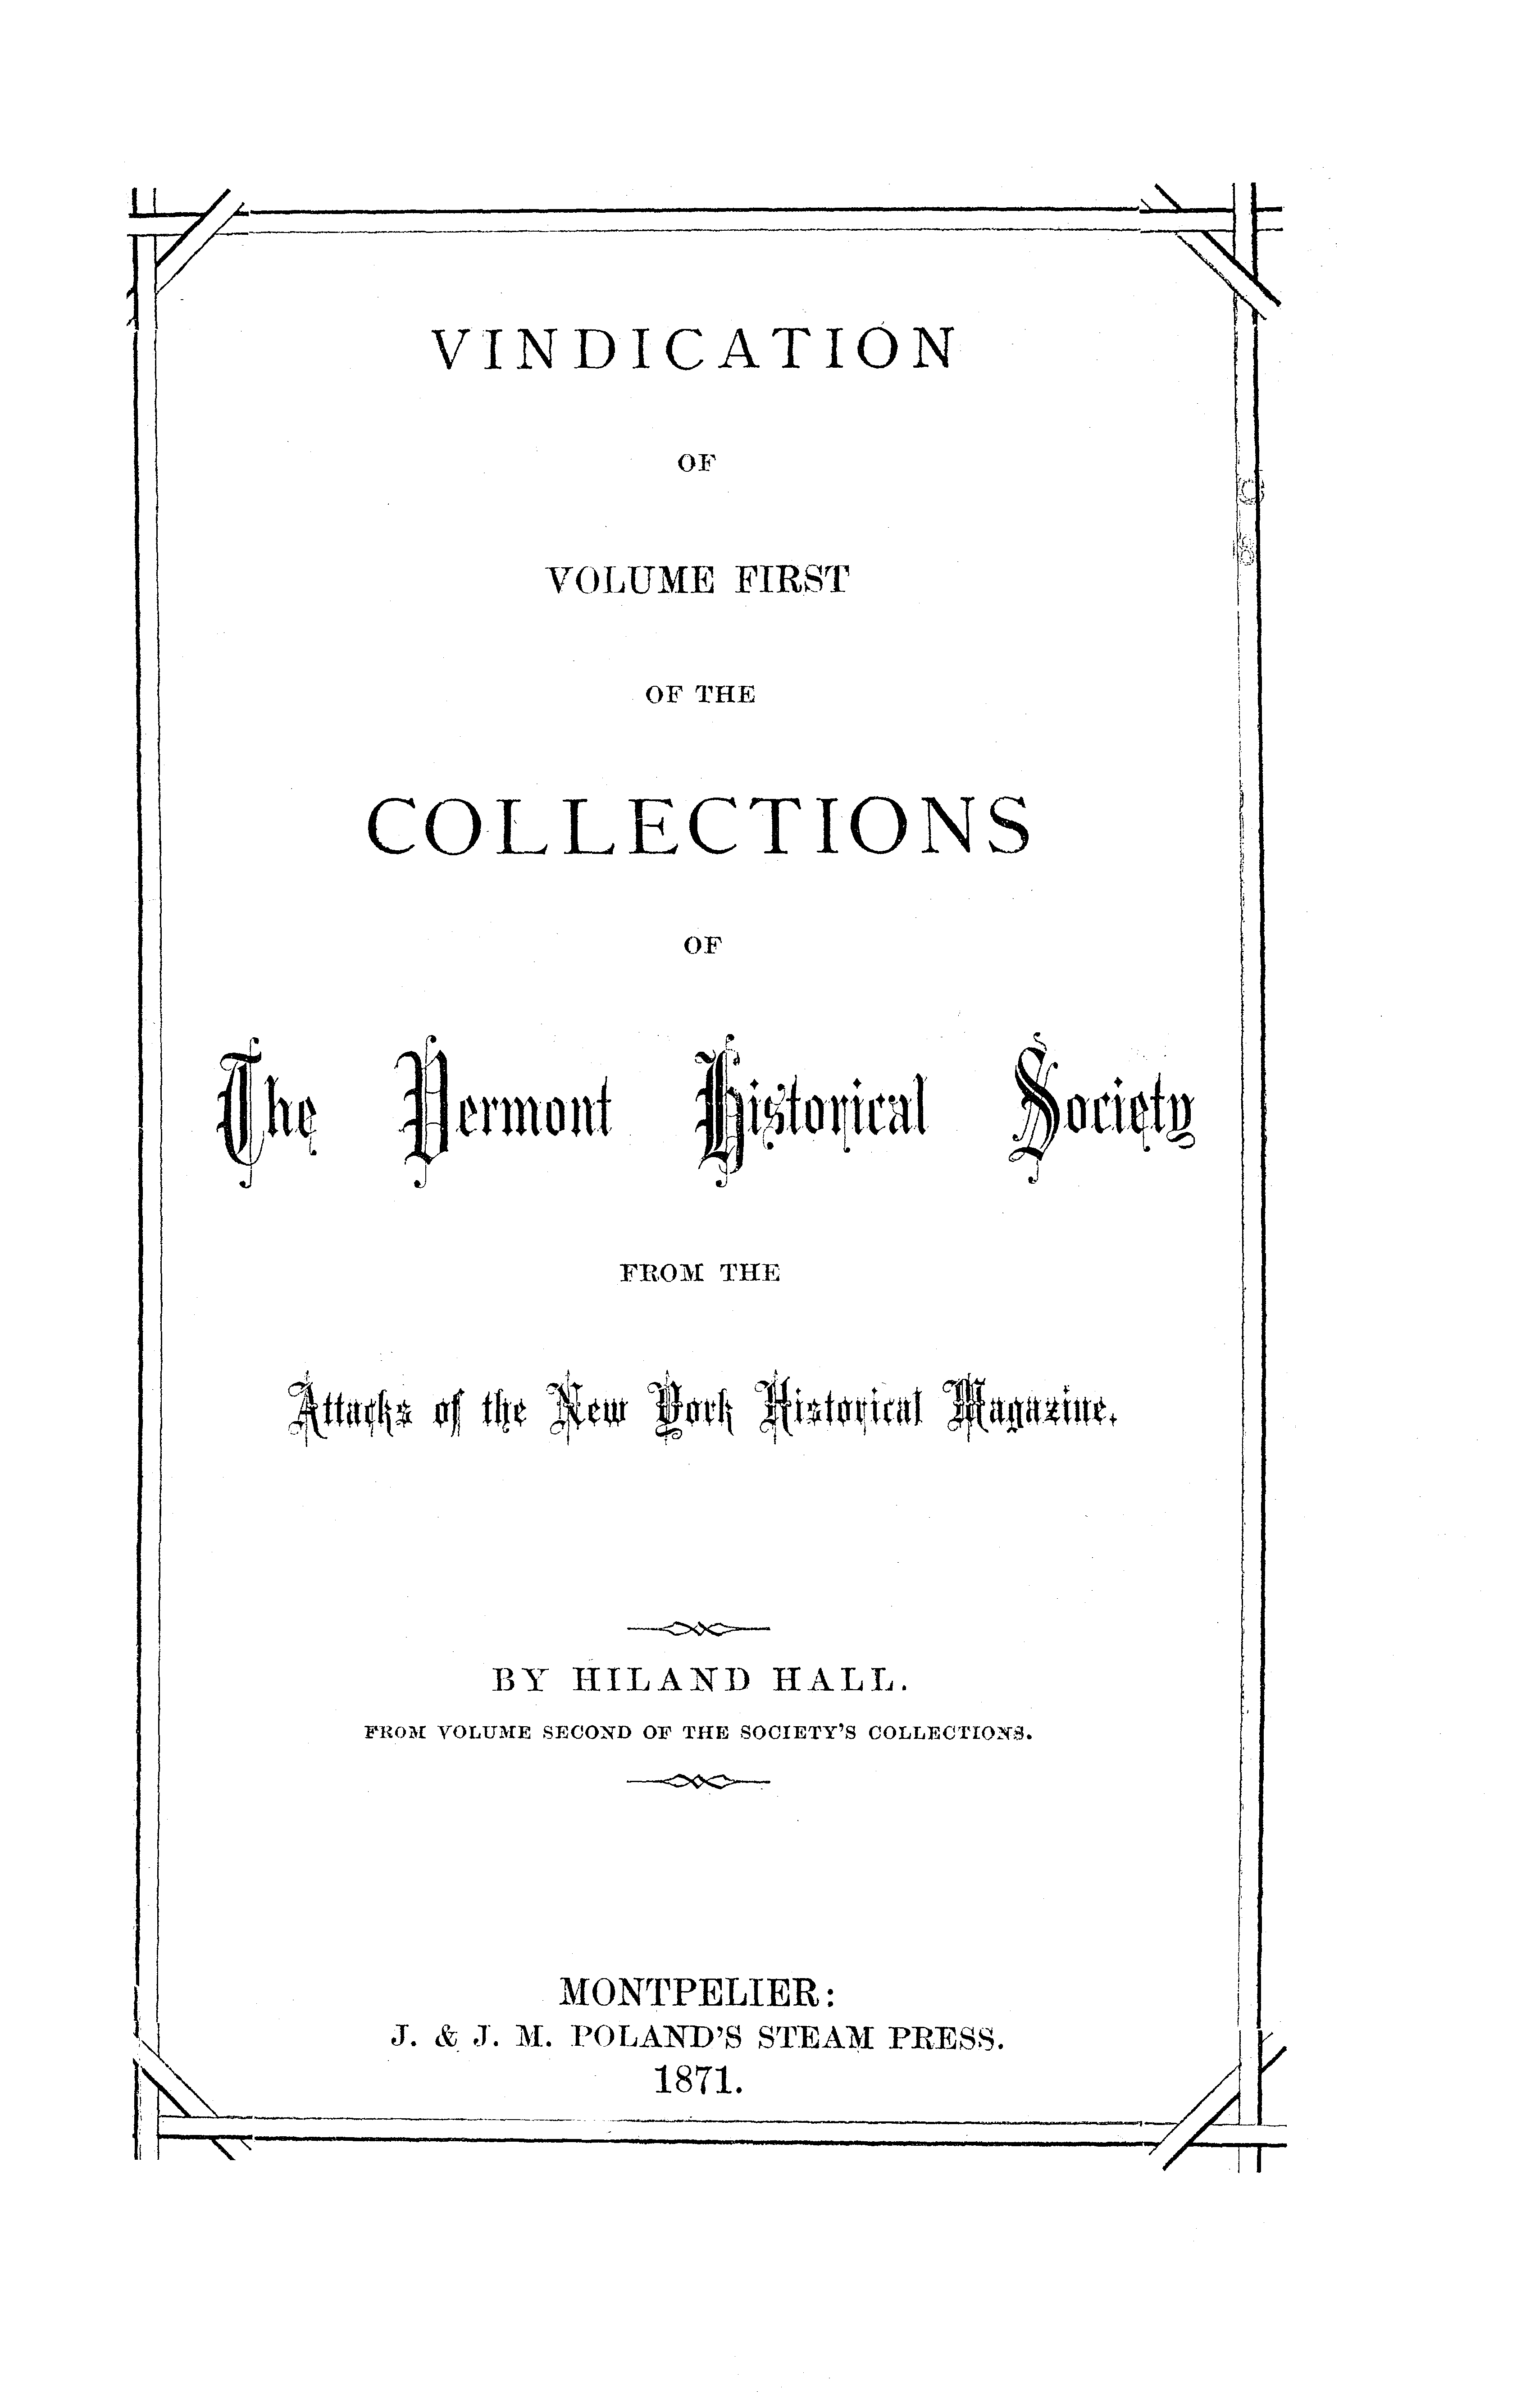 VINDICATION
OF
VOLUME FIRST
OF THE
COLLECTIONS
OF
The Vermont Historical Society
FROM THE
Attacks of the New York Historical Magazine.
BY HILAND HALL.
FROM VOLUME SECOND OF THE SOCIETY'S COLLECTIONS.
MONTPELIER:
J. & J. M. POLAND'S STEAM PRESS.
1871.